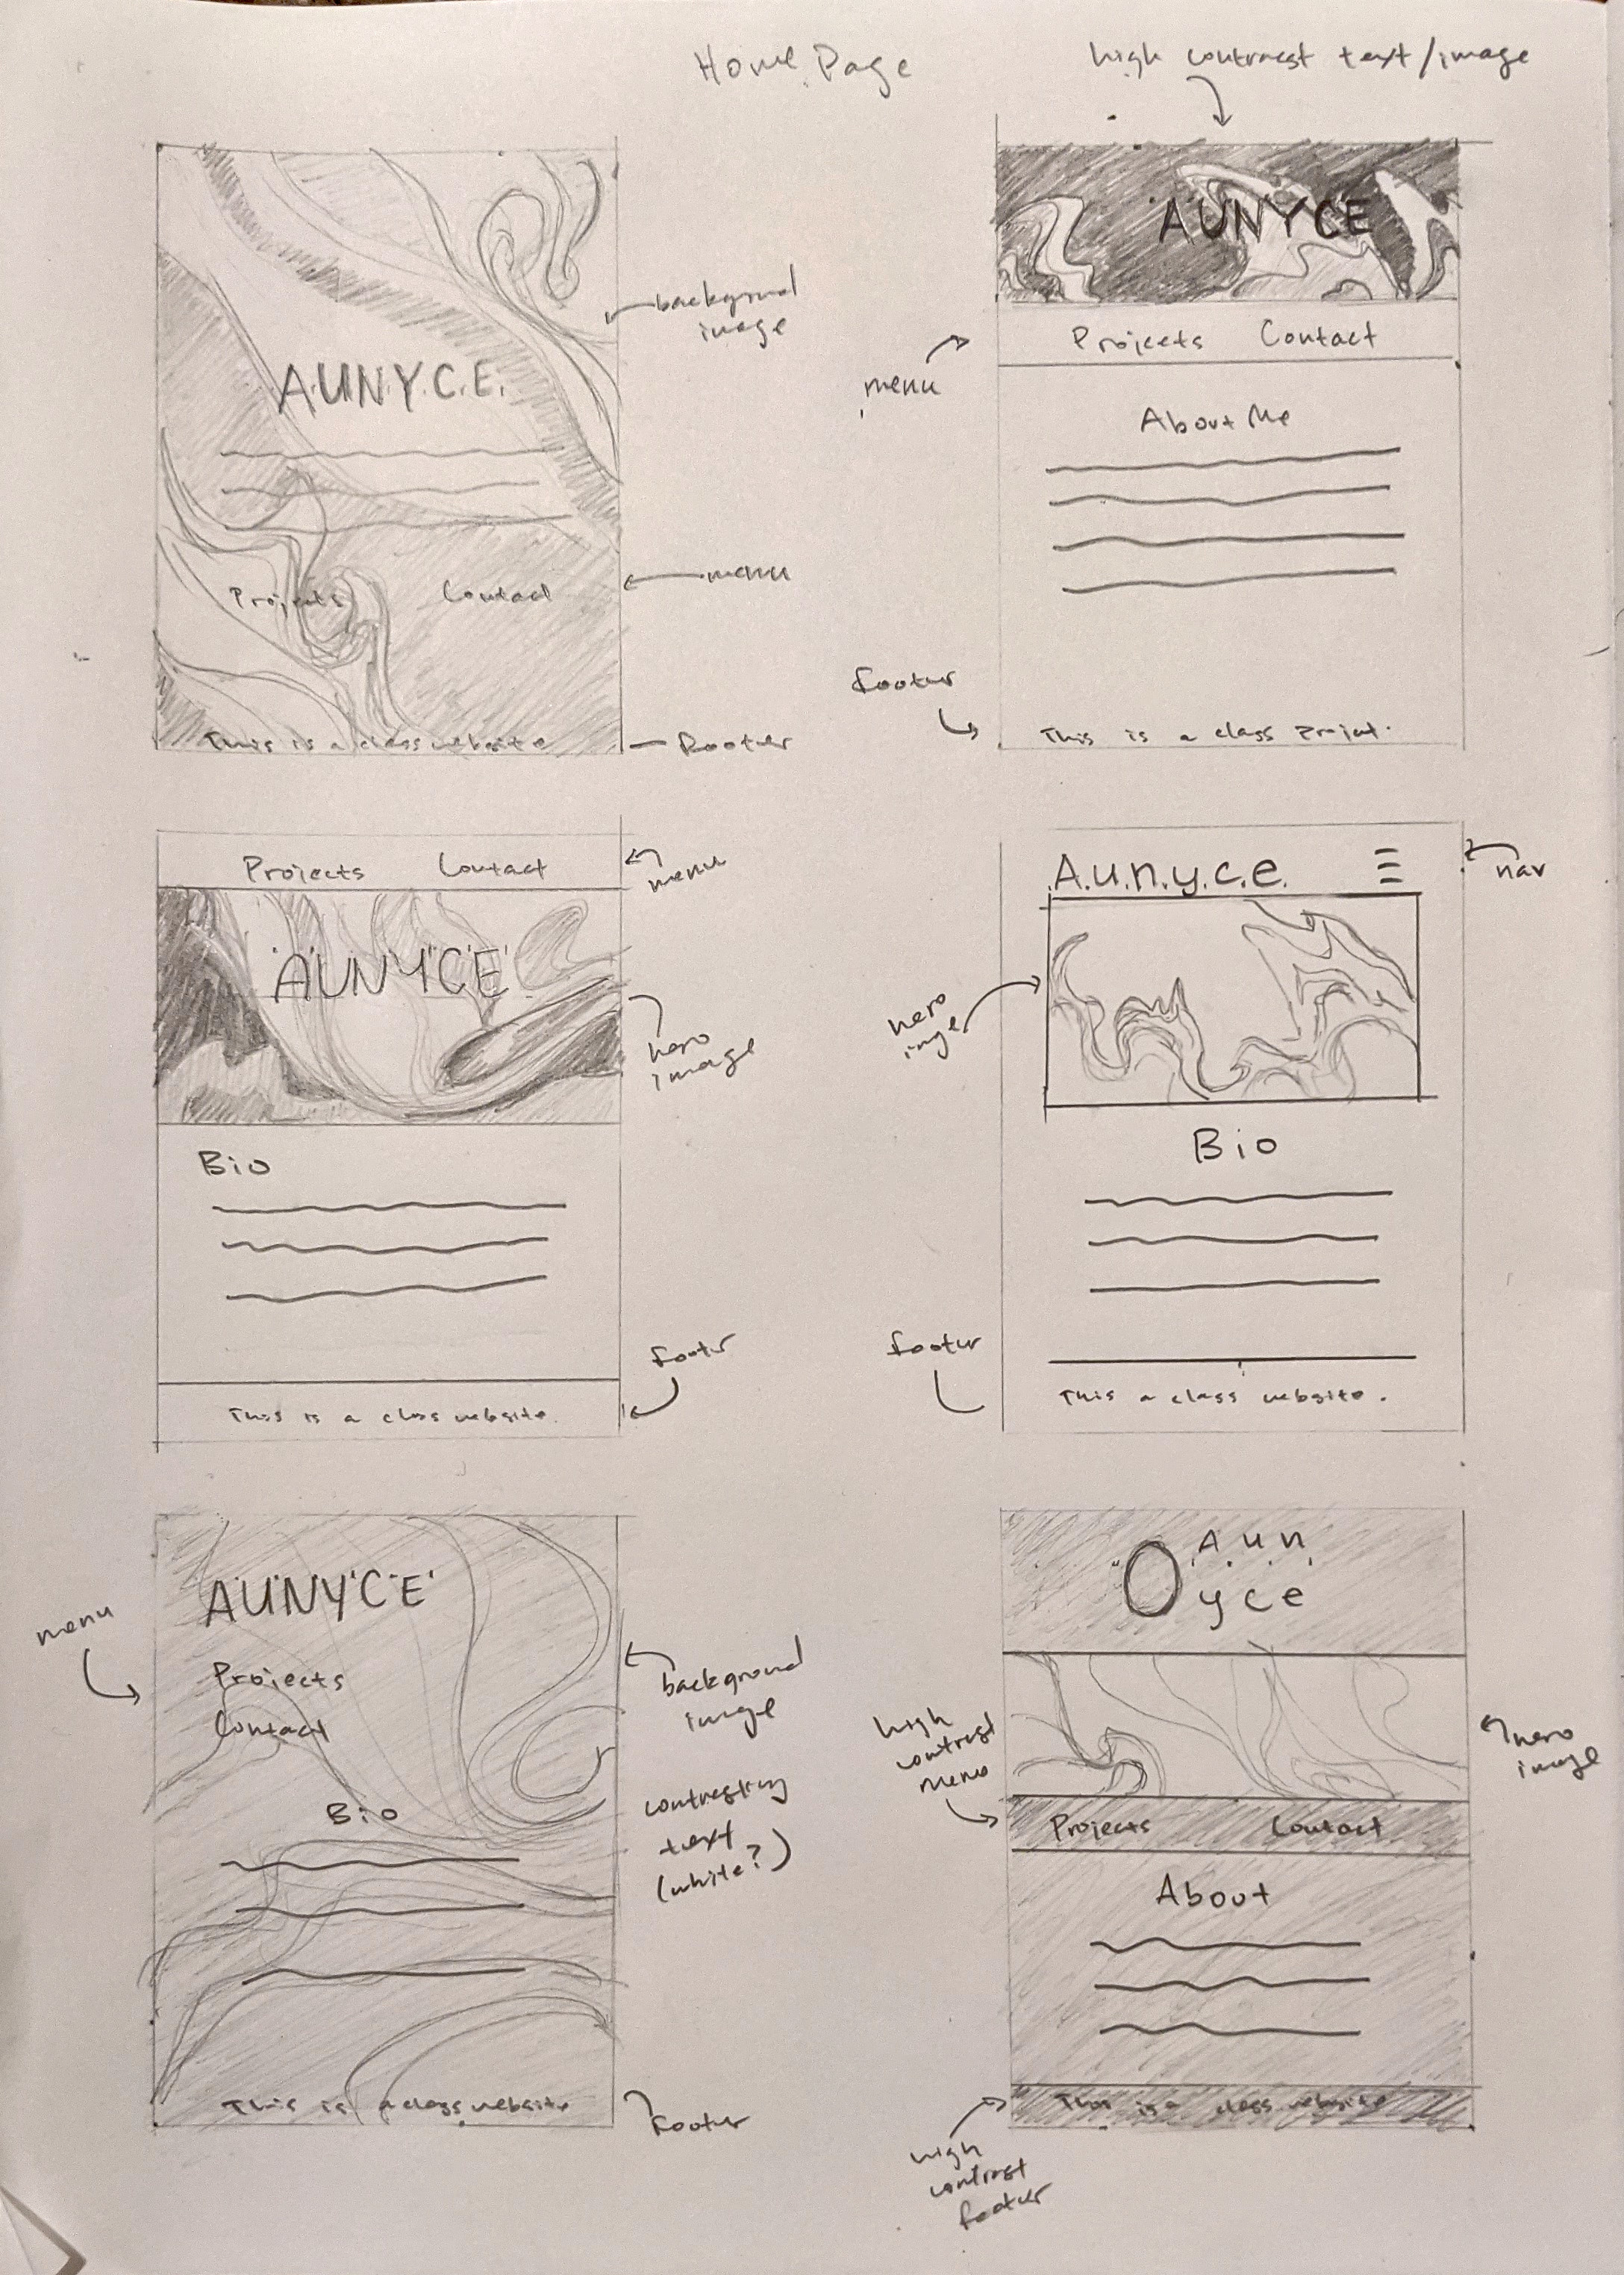 Home Page
high contrast text/image
A.U.N.Y.C.E.
background
image
Projects Contact
menu
This is a class website
footer
AUNYCE
Projects Contact
menu
About Me
footer
This is a class project.
Projects Contact
menu
AUNYCE
hero
image
Bio
footer
This is a class website.
A.u.n.y.c.e.
nav
hero
image
Bio
footer
This a class website.
AUNYCE
menu
Projects
Contact
background
image
Bio
contrasting
text
(white?)
This is a class website
footer
A.u.n.
O yce
hero
image
high
contrast
menu
Projects Contact
About
This is a class website
high
contrast
footer